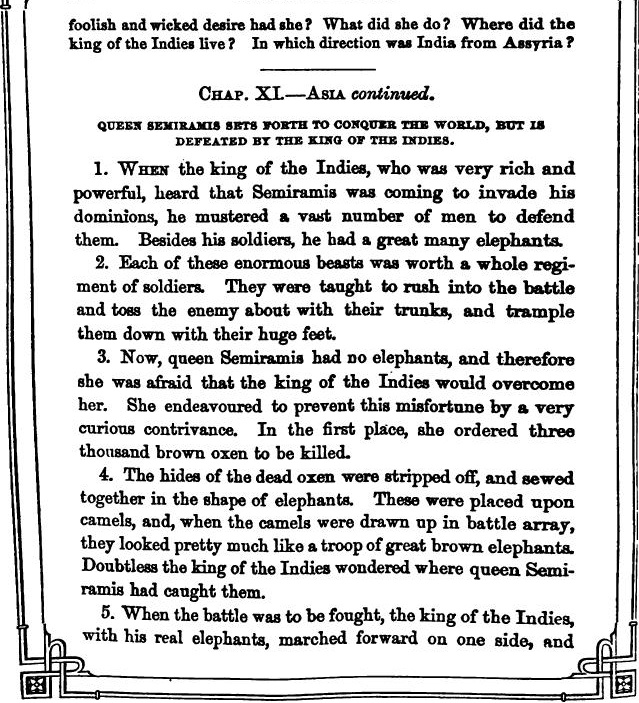 foolish and wicked desire had she? What did she do? Where did the
king of the Indies live? In which direction was India from Assyria?
CHAP. XI.—ASIA continued.
QUEEN SEMIRAMIS SETS FORTH TO CONQUER THE WORLD, BUT IS
DEFEATED BY THE KING OF THE INDIES.
1. WHEN the king of the Indies, who was very rich and
powerful, heard that Semiramis was coming to invade his
dominions, he mustered a vast number of men to defend
them. Besides his soldiers, he had a great many elephants.
2. Each of these enormous beasts was worth a whole regi-
ment of soldiers. They were taught to rush into the battle
and toss the enemy about with their trunks, and trample
them down with their huge feet.
3. Now, queen Semiramis had no elephants, and therefore
she was afraid that the king of the Indies would overcome
her. She endeavoured to prevent this misfortune by a very
curious contrivance. In the first place, she ordered three
thousand brown oxen to be killed.
4. The hides of the dead oxen were stripped off, and sewed
together in the shape of elephants. These were placed upon
camels, and, when the camels were drawn up in battle array,
they looked pretty much like a troop of great brown elephants.
Doubtless the king of the Indies wondered where queen Semi-
ramis had caught them.
5. When the battle was to be fought, the king of the Indies,
with his real elephants, marched forward on one side, and